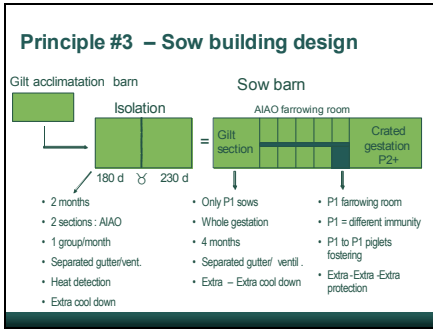 Principle #3 – Sow building design
Gilt acclimatation barn
Sow barn
Isolation
AIAO farrowing room
=
Gilt
section
Crated
gestation
P2+
180 d ♉ 230 d
• 2 months
• 2 sections : AIAO
• 1 group/month
• Separated gutter/vent.
• Heat detection
• Extra cool down
• Only P1 sows
• Whole gestation
• 4 months
• Separated gutter/ ventil .
• Extra – Extra cool down
• P1 farrowing room
• P1 = different immunity
• P1 to P1 piglets
fostering
• Extra -Extra -Extra
protection